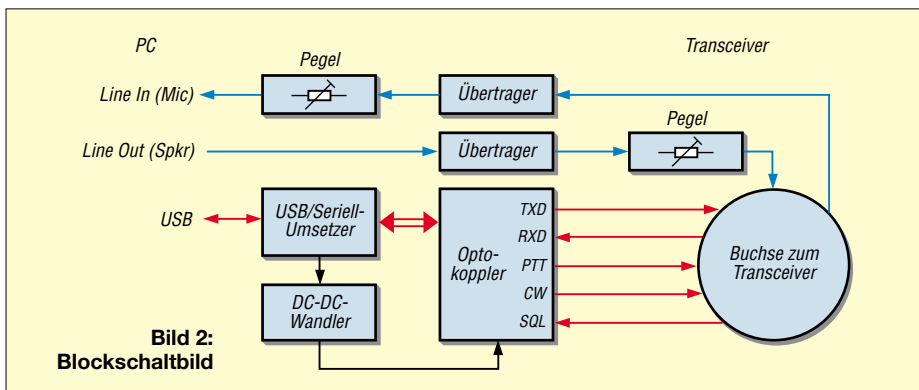 PC
Transceiver
Pegel
Line In (Mic)
Übertrager
Pegel
Line Out (Spkr)
Übertrager
USB
USB/Seriell-
Umsetzer
Opto-
koppler
TXD
RXD
PTT
CW
SQL
Buchse zum
Transceiver
DC-DC-
Wandler
Bild 2:
Blockschaltbild